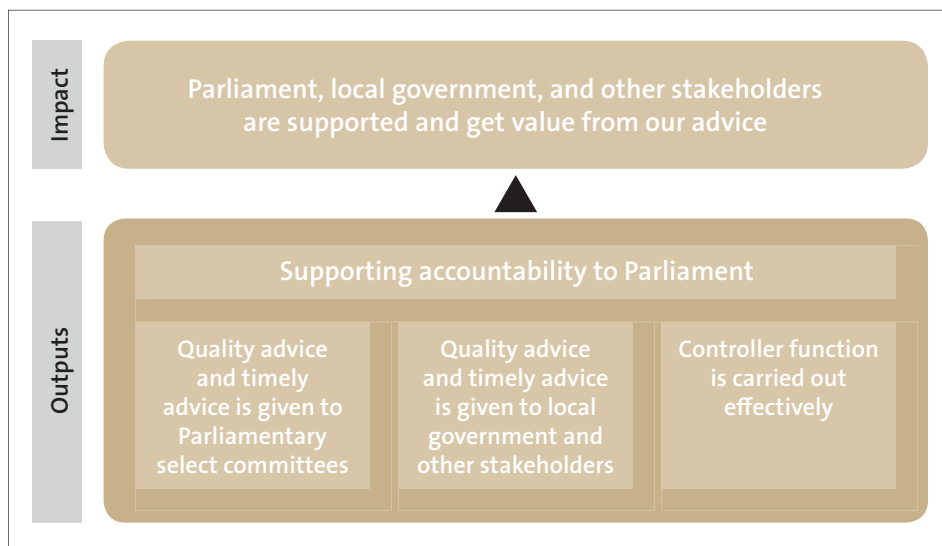 Impact
Parliament, local government, and other stakeholders
are supported and get value from our advice
Outputs
Supporting accountability to Parliament
Quality advice
and timely
advice is given to
Parliamentary
select committees
Quality advice
and timely advice
is given to local
government and
other stakeholders
Controller function
is carried out
effectively